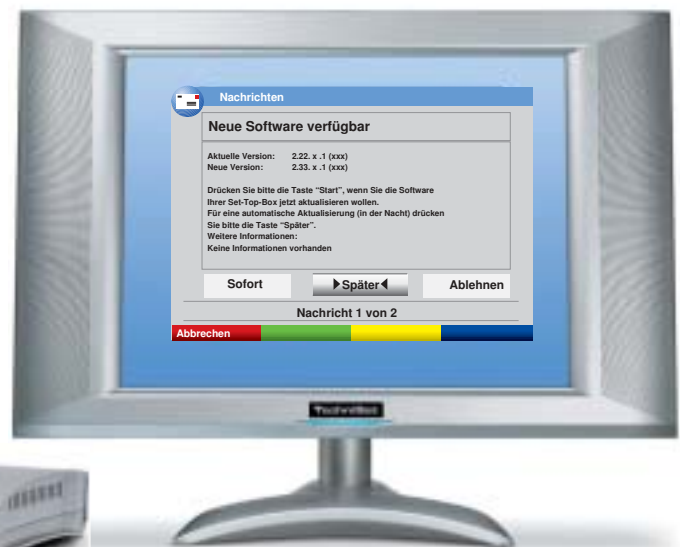 Nachrichten
Neue Software verfügbar
Aktuelle Version: 2.22. x .1 (xxx)
Neue Version: 2.33. x .1 (xxx)
Drücken Sie bitte die Taste “Start”, wenn Sie die Software
Ihrer Set-Top-Box jetzt aktualisieren wollen.
Für eine automatische Aktualisierung (in der Nacht) drücken
Sie bitte die Taste “Später”.
Weitere Informationen:
Keine Informationen vorhanden
Sofort Später Ablehnen
Nachricht 1 von 2
Abbrechen
TechniSat